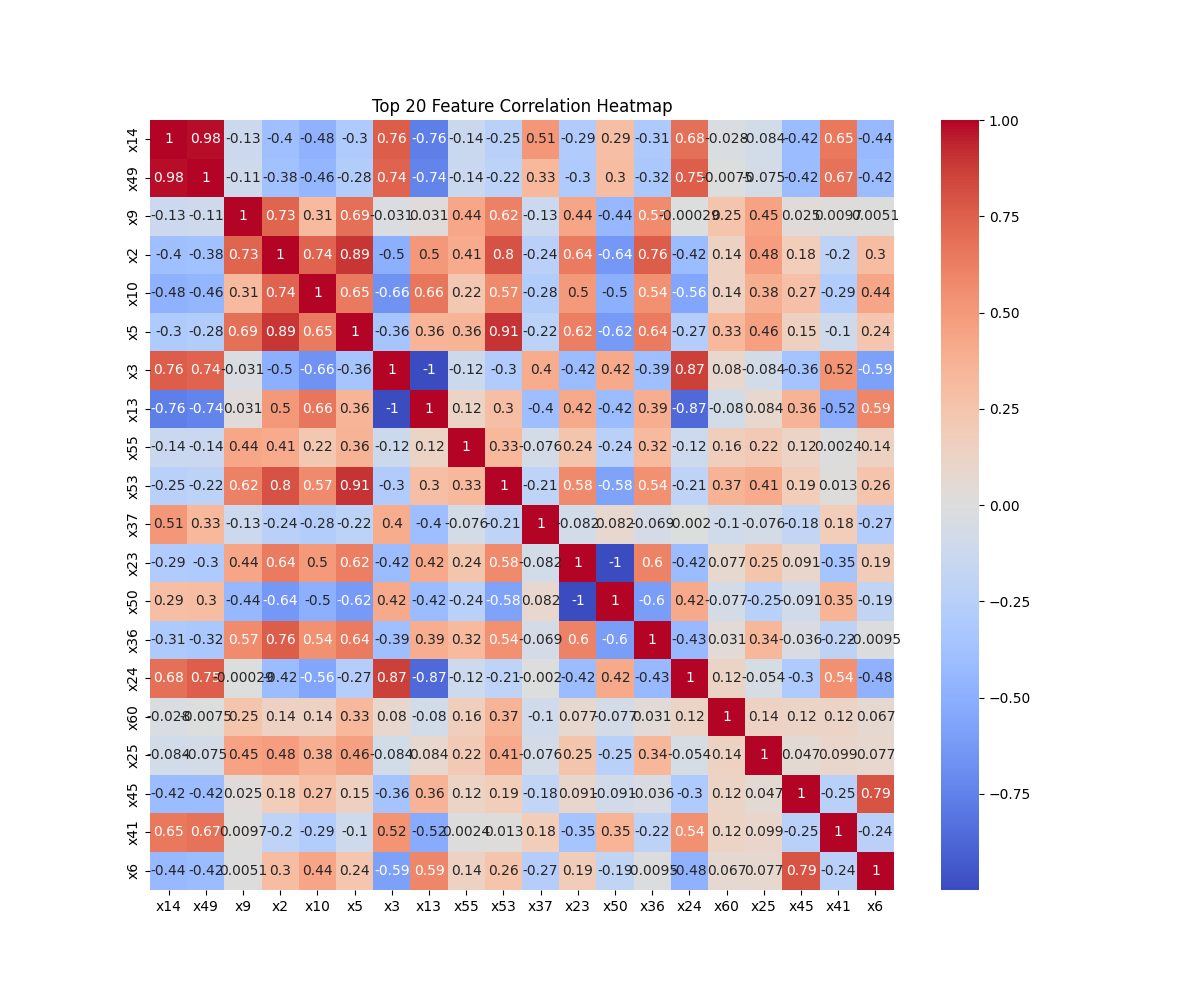 Top 20 Feature Correlation Heatmap
x14 1 0.98 -0.13 -0.4 -0.48 -0.3 0.76 -0.76 -0.14 -0.25 0.51 -0.29 0.29 -0.31 0.68 -0.028 -0.084 -0.42 0.65 -0.44
x49 0.98 1 -0.11 -0.38 -0.46 -0.28 0.74 -0.74 -0.14 -0.22 0.33 -0.3 0.3 -0.32 0.75 -0.0075 -0.075 -0.42 0.67 -0.42
x9 -0.13 -0.11 1 0.73 0.31 0.69 -0.031 0.031 0.44 0.62 -0.13 0.44 -0.44 0.57 -0.00029 0.25 0.45 0.025 0.0097 0.0051
x2 -0.4 -0.38 0.73 1 0.74 0.89 -0.5 0.5 0.41 0.8 -0.24 0.64 -0.64 0.76 -0.42 0.14 0.48 0.18 -0.2 0.3
x10 -0.48 -0.46 0.31 0.74 1 0.65 -0.66 0.66 0.22 0.57 -0.28 0.5 -0.5 0.54 -0.56 0.14 0.38 0.27 -0.29 0.44
x5 -0.3 -0.28 0.69 0.89 0.65 1 -0.36 0.36 0.36 0.91 -0.22 0.62 -0.62 0.64 -0.27 0.33 0.46 0.15 -0.1 0.24
x3 0.76 0.74 -0.031 -0.5 -0.66 -0.36 1 -1 -0.12 -0.3 0.4 -0.42 0.42 -0.39 0.87 0.08 -0.084 -0.36 0.52 -0.59
x13 -0.76 -0.74 0.031 0.5 0.66 0.36 -1 1 0.12 0.3 -0.4 0.42 -0.42 0.39 -0.87 -0.08 0.084 0.36 -0.52 0.59
x55 -0.14 -0.14 0.44 0.41 0.22 0.36 -0.12 0.12 1 0.33 -0.076 0.24 -0.24 0.32 -0.12 0.16 0.22 0.12 0.0024 0.14
x53 -0.25 -0.22 0.62 0.8 0.57 0.91 -0.3 0.3 0.33 1 -0.21 0.58 -0.58 0.54 -0.21 0.37 0.41 0.19 0.013 0.26
x37 0.51 0.33 -0.13 -0.24 -0.28 -0.22 0.4 -0.4 -0.076 -0.21 1 -0.082 0.082 -0.069 -0.002 -0.1 -0.076 -0.18 0.18 -0.27
x23 -0.29 -0.3 0.44 0.64 0.5 0.62 -0.42 0.42 0.24 0.58 -0.082 1 -1 0.6 -0.42 0.077 0.25 0.091 -0.35 0.19
x50 0.29 0.3 -0.44 -0.64 -0.5 -0.62 0.42 -0.42 -0.24 -0.58 0.082 -1 1 -0.6 0.42 -0.077 -0.25 -0.091 0.35 -0.19
x36 -0.31 -0.32 0.57 0.76 0.54 0.64 -0.39 0.39 0.32 0.54 -0.069 0.6 -0.6 1 -0.43 0.031 0.34 -0.036 -0.22 -0.0095
x24 0.68 0.75 -0.00029 -0.42 -0.56 -0.27 0.87 -0.87 -0.12 -0.21 -0.002 -0.42 0.42 -0.43 1 0.12 -0.054 -0.3 0.54 -0.48
x60 -0.028 -0.0075 0.25 0.14 0.14 0.33 0.08 -0.08 0.16 0.37 -0.1 0.077 -0.077 0.031 0.12 1 0.14 0.12 0.12 0.067
x25 -0.084 -0.075 0.45 0.48 0.38 0.46 -0.084 0.084 0.22 0.41 -0.076 0.25 -0.25 0.34 -0.054 0.14 1 0.047 0.099 0.077
x45 -0.42 -0.42 0.025 0.18 0.27 0.15 -0.36 0.36 0.12 0.19 -0.18 0.091 -0.091 -0.036 -0.3 0.12 0.047 1 -0.25 0.79
x41 0.65 0.67 0.0097 -0.2 -0.29 -0.1 0.52 -0.52 0.0024 0.013 0.18 -0.35 0.35 -0.22 0.54 0.12 0.099 -0.25 1 -0.24
x6 -0.44 -0.42 0.0051 0.3 0.44 0.24 -0.59 0.59 0.14 0.26 -0.27 0.19 -0.19 -0.0095 -0.48 0.067 0.077 0.79 -0.24 1
x14 x49 x9 x2 x10 x5 x3 x13 x55 x53 x37 x23 x50 x36 x24 x60 x25 x45 x41 x6
1.00
0.75
0.50
0.25
0.00
−0.25
−0.50
−0.75